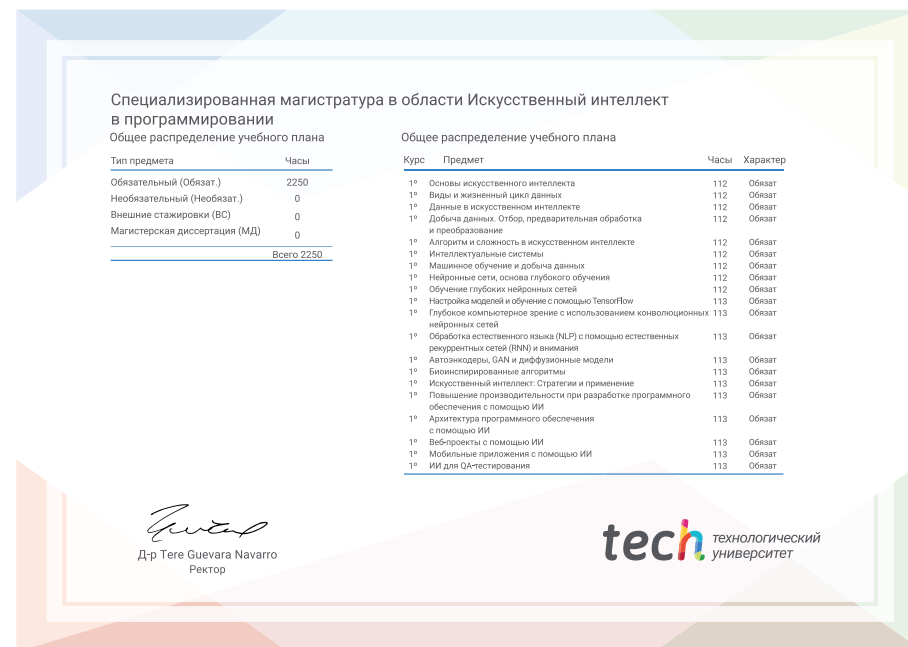 Специализированная магистратура в области Искусственный интеллект
в программировании
Общее распределение учебного плана
Тип предмета Часы
Обязательный (Обязат.) 2250
Необязательный (Необязат.) 0
Внешние стажировки (ВС) 0
Магистерская диссертация (МД) 0
Всего 2250
Общее распределение учебного плана
Курс Предмет Часы Характер
1º Основы искусственного интеллекта 112 Обязат
1º Виды и жизненный цикл данных 112 Обязат
1º Данные в искусственном интеллекте 112 Обязат
1º Добыча данных. Отбор, предварительная обработка 112 Обязат
и преобразование
1º Алгоритм и сложность в искусственном интеллекте 112 Обязат
1º Интеллектуальные системы 112 Обязат
1º Машинное обучение и добыча данных 112 Обязат
1º Нейронные сети, основа глубокого обучения 112 Обязат
1º Обучение глубоких нейронных сетей 112 Обязат
1º Настройка моделей и обучение с помощью TensorFlow 113 Обязат
1º Глубокое компьютерное зрение с использованием конволюционных 113 Обязат
нейронных сетей
1º Обработка естественного языка (NLP) с помощью естественных 113 Обязат
рекуррентных сетей (RNN) и внимания
1º Автоэнкодеры, GAN и диффузионные модели 113 Обязат
1º Биоинспирированные алгоритмы 113 Обязат
1º Искусственный интеллект: Стратегии и применение 113 Обязат
1º Повышение производительности при разработке программного 113 Обязат
обеспечения с помощью ИИ
1º Архитектура программного обеспечения 113 Обязат
с помощью ИИ
1º Веб-проекты с помощью ИИ 113 Обязат
1º Мобильные приложения с помощью ИИ 113 Обязат
1º ИИ для QA-тестирования 113 Обязат
Д-р Tere Guevara Navarro
Ректор
tech технологический
университет